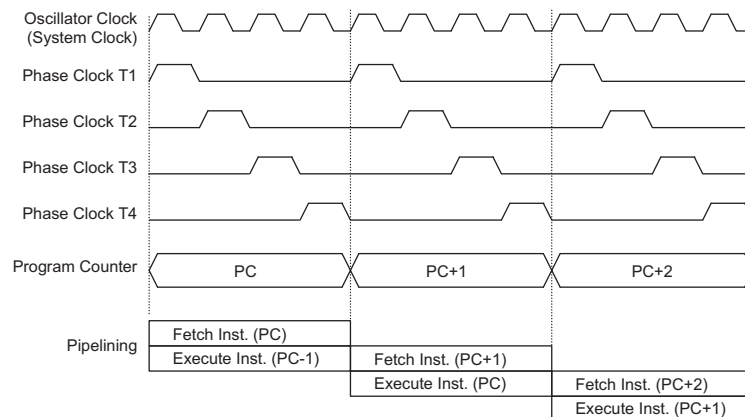 Oscillator Clock
(System Clock)
Phase Clock T1
Phase Clock T2
Phase Clock T3
Phase Clock T4
Program Counter
PC
PC+1
PC+2
Pipelining
Fetch Inst. (PC)
Execute Inst. (PC-1)
Fetch Inst. (PC+1)
Execute Inst. (PC)
Fetch Inst. (PC+2)
Execute Inst. (PC+1)